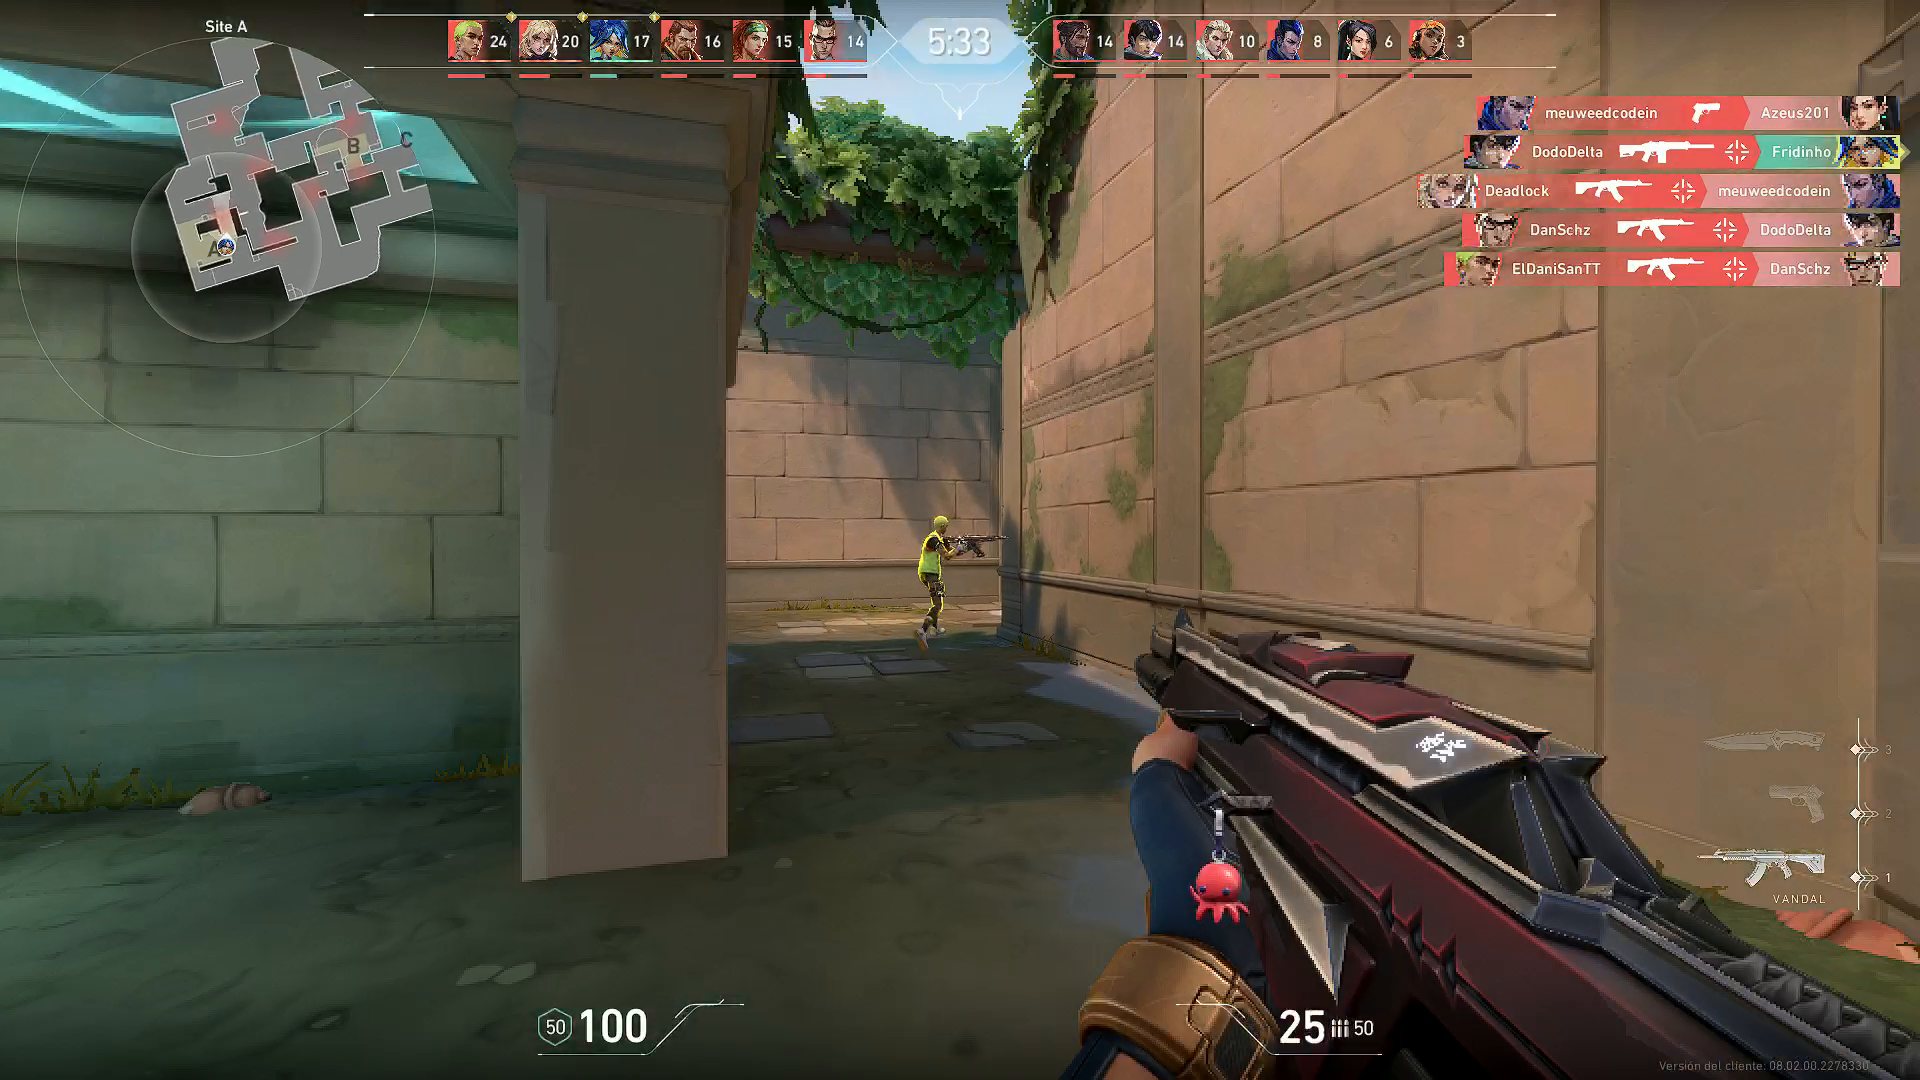 Site A
24 20 17 16 15 14 5:33 14 14 10 8 6 3
meuweedcodein Azeus201
DodoDelta Fridinho
Deadlock meuweedcodein
DanSchz DodoDelta
ElDaniSanTT DanSchz
B C
A
3
2
1
VANDAL
50 100
25 50
Versión del cliente: 08.02.00.2278330